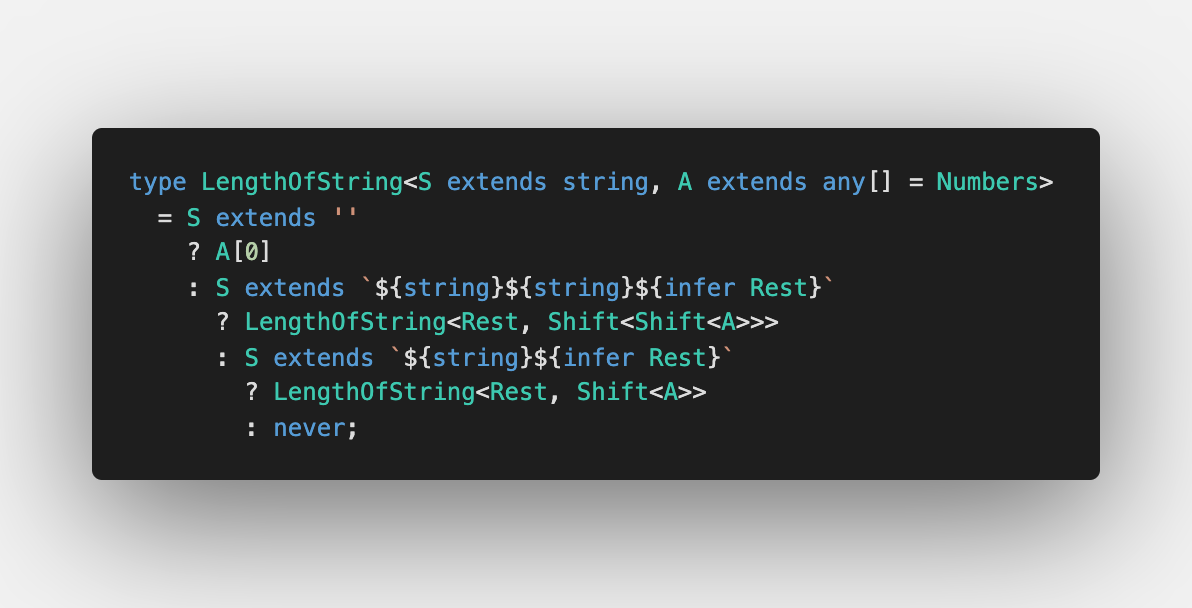 type LengthOfString<S extends string, A extends any[] = Numbers>
  = S extends ''
    ? A[0]
    : S extends `${string}${string}${infer Rest}`
      ? LengthOfString<Rest, Shift<Shift<A>>>
      : S extends `${string}${infer Rest}`
        ? LengthOfString<Rest, Shift<A>>
        : never;